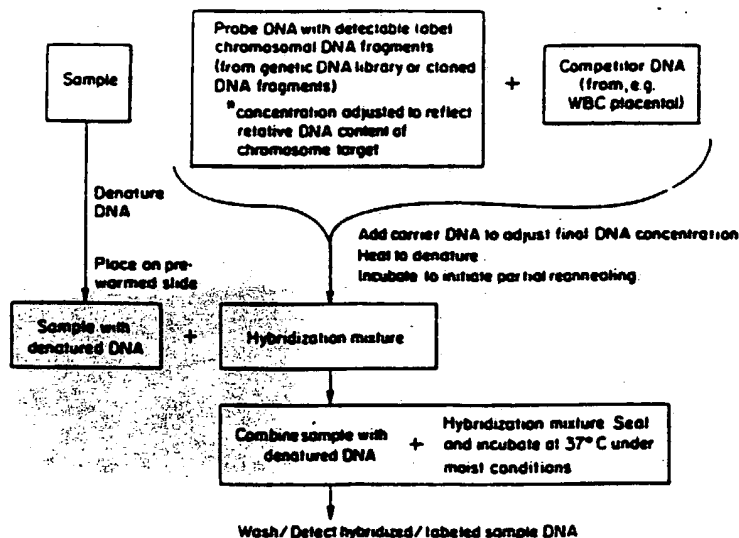 Sample
Probe DNA with detectable label
chromosomal DNA fragments
(from genetic DNA library or cloned
DNA fragments)
*concentration adjusted to reflect
relative DNA content of
chromosome target
+
Competitor DNA
(from, e.g.
WBC placental)
Denature
DNA
Place on pre-
warmed slide
Add carrier DNA to adjust final DNA concentration
Heat to denature
Incubate to initiate partial reannealing
Sample with
denatured DNA
+
Hybridization mixture
Combine sample with
denatured DNA
+
Hybridization mixture Seal
and incubate at 37°C under
moist conditions
Wash/Detect hybridized/labeled sample DNA